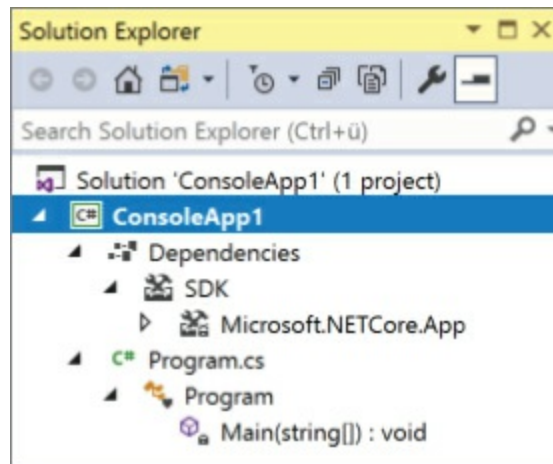 Solution Explorer
Search Solution Explorer (Ctrl+ü)
Solution 'ConsoleApp1' (1 project)
C# ConsoleApp1
Dependencies
SDK
Microsoft.NETCore.App
C# Program.cs
Program
Main(string[]) : void